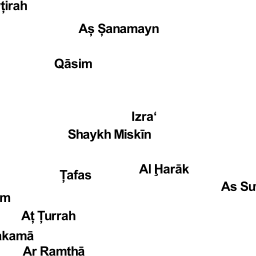 Aş Şanamayn
Qāsim
Izra‘
Shaykh Miskīn
Al Ḩarāk
Ţafas
Aţ Ţurrah
Ar Ramthā